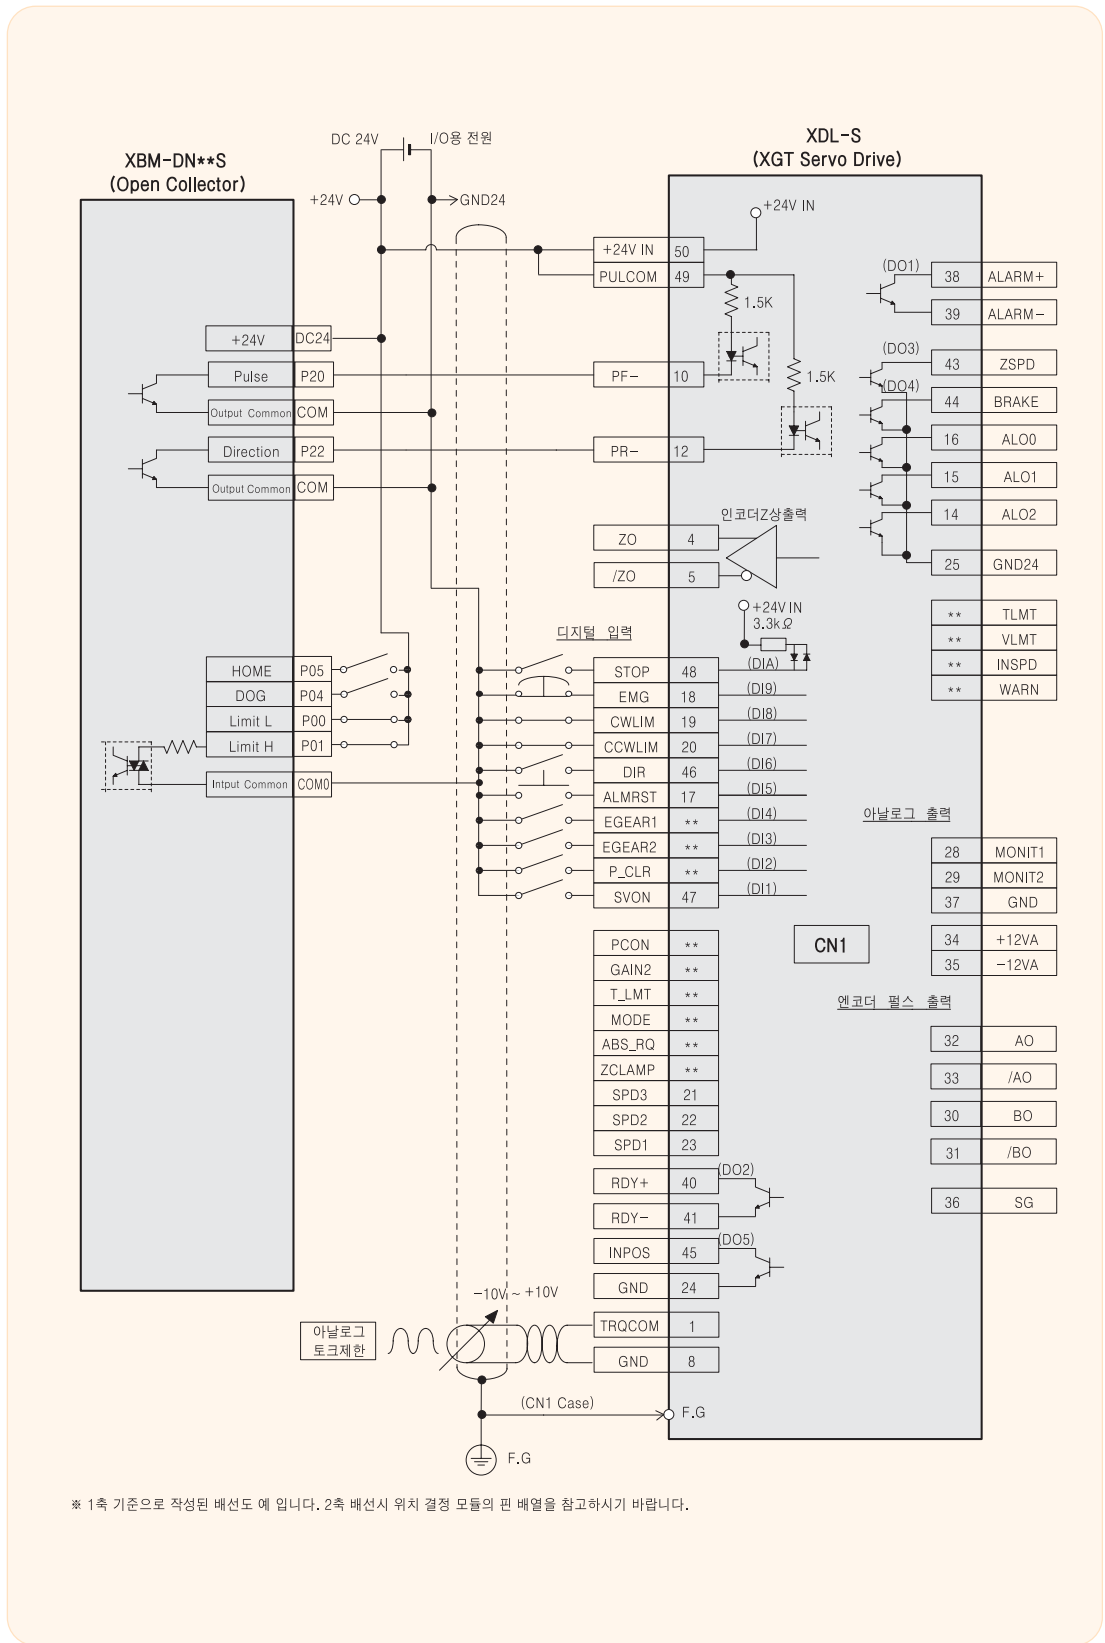 XBM-DN**S
(Open Collector)
DC 24V
I/O용 전원
+24V
GND24
XDL-S
(XGT Servo Drive)
+24V IN
+24V IN 50
PULCOM 49
1.5K
1.5K
+24V DC24
Pulse P20
Output Common COM
Direction P22
Output Common COM
PF- 10
PR- 12
인코더Z상출력
ZO 4
/ZO 5
+24V IN
3.3kΩ
디지털 입력
HOME P05
DOG P04
Limit L P00
Limit H P01
Intput Common COM0
STOP 48 (DIA)
EMG 18 (DI9)
CWLIM 19 (DI8)
CCWLIM 20 (DI7)
DIR 46 (DI6)
ALMRST 17 (DI5)
EGEAR1 ** (DI4)
EGEAR2 ** (DI3)
P_CLR ** (DI2)
SVON 47 (DI1)
PCON **
GAIN2 **
T_LMT **
MODE **
ABS_RQ **
ZCLAMP **
SPD3 21
SPD2 22
SPD1 23
RDY+ 40 (DO2)
RDY- 41
INPOS 45 (DO5)
GND 24
TRQCOM 1
GND 8
(DO1) 38 ALARM+
39 ALARM-
(DO3) 43 ZSPD
(DO4) 44 BRAKE
16 ALO0
15 ALO1
14 ALO2
25 GND24
** TLMT
** VLMT
** INSPD
** WARN
아날로그 출력
28 MONIT1
29 MONIT2
37 GND
34 +12VA
35 -12VA
CN1
엔코더 펄스 출력
32 AO
33 /AO
30 BO
31 /BO
36 SG
-10V ~ +10V
아날로그
토크제한
(CN1 Case)
F.G
F.G
※ 1축 기준으로 작성된 배선도 예 입니다. 2축 배선시 위치 결정 모듈의 핀 배열을 참고하시기 바랍니다.